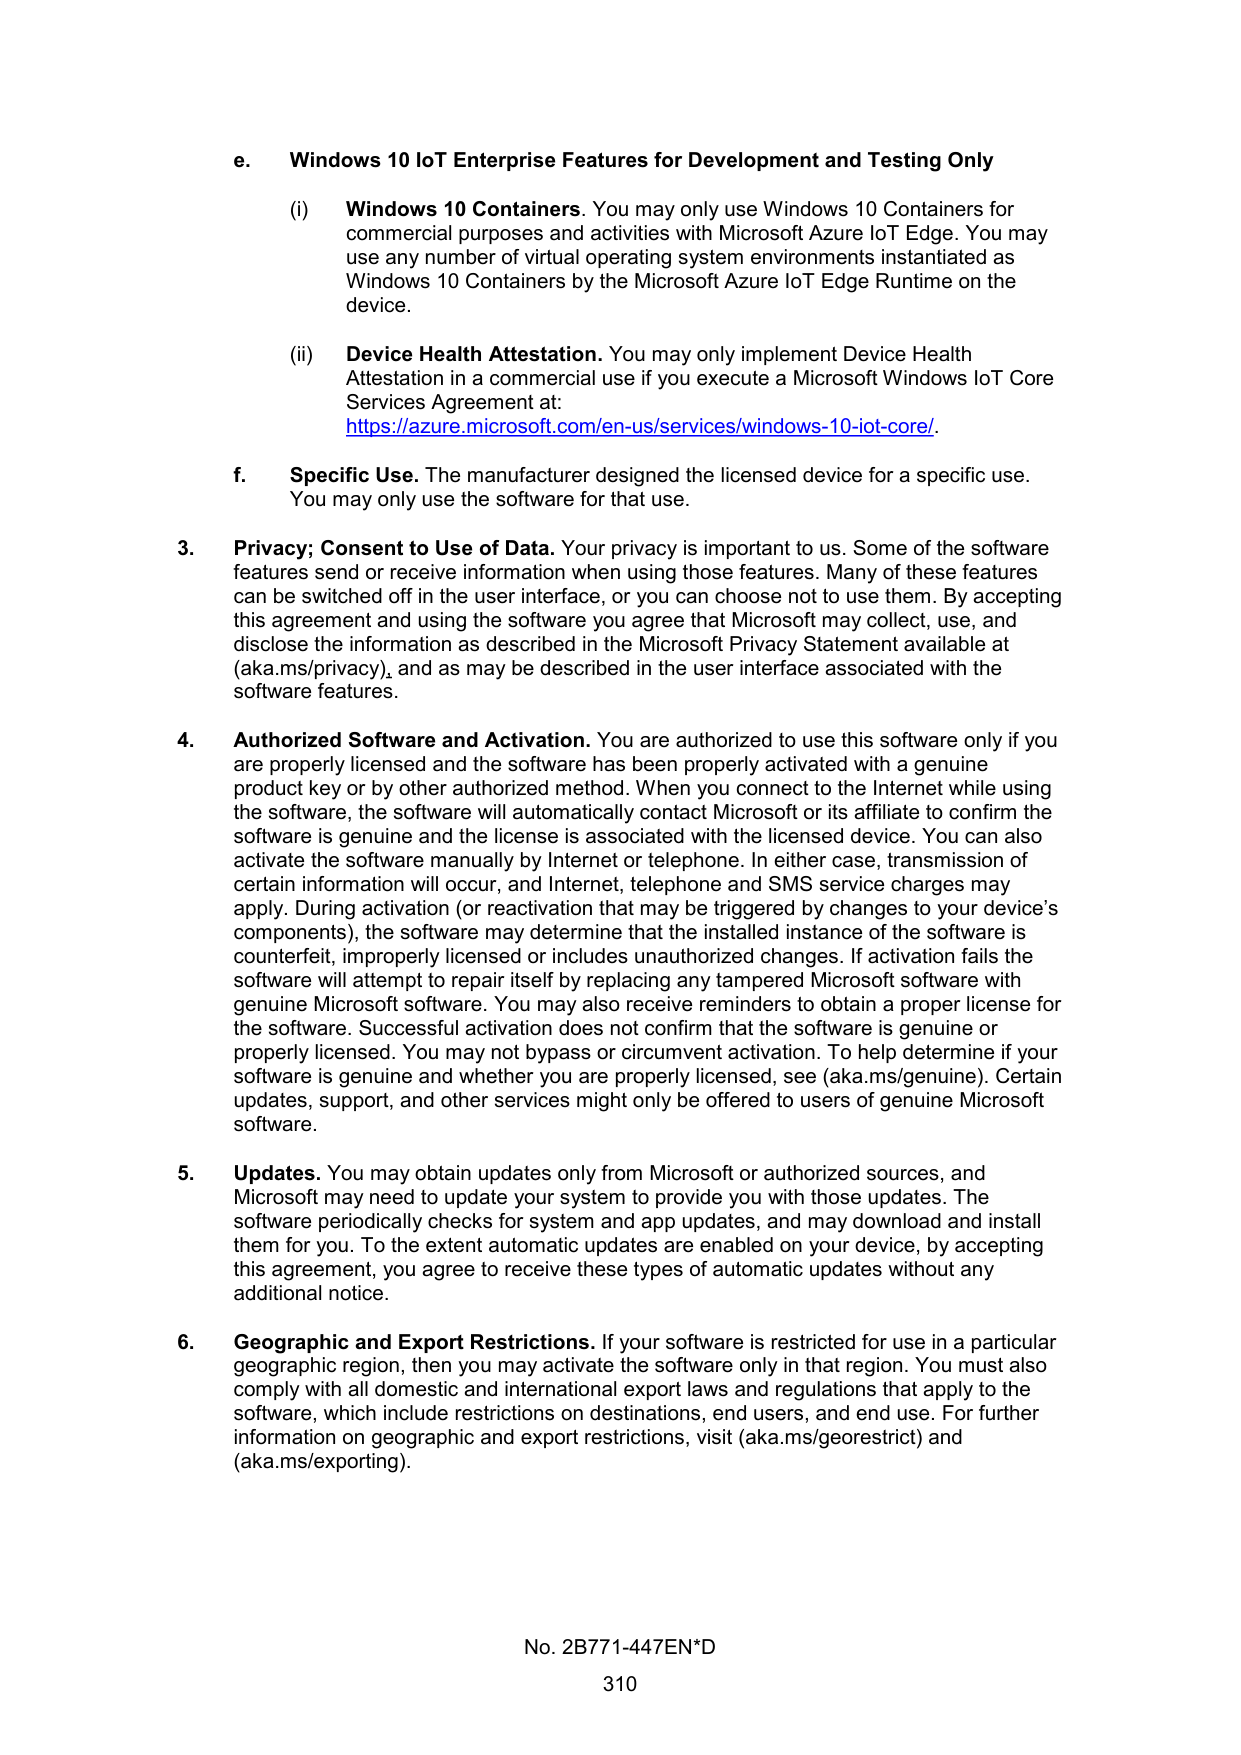 e. Windows 10 IoT Enterprise Features for Development and Testing Only
(i) Windows 10 Containers. You may only use Windows 10 Containers for
commercial purposes and activities with Microsoft Azure IoT Edge. You may
use any number of virtual operating system environments instantiated as
Windows 10 Containers by the Microsoft Azure IoT Edge Runtime on the
device.
(ii) Device Health Attestation. You may only implement Device Health
Attestation in a commercial use if you execute a Microsoft Windows IoT Core
Services Agreement at:
https://azure.microsoft.com/en-us/services/windows-10-iot-core/.
f. Specific Use. The manufacturer designed the licensed device for a specific use.
You may only use the software for that use.
3. Privacy; Consent to Use of Data. Your privacy is important to us. Some of the software
features send or receive information when using those features. Many of these features
can be switched off in the user interface, or you can choose not to use them. By accepting
this agreement and using the software you agree that Microsoft may collect, use, and
disclose the information as described in the Microsoft Privacy Statement available at
(aka.ms/privacy), and as may be described in the user interface associated with the
software features.
4. Authorized Software and Activation. You are authorized to use this software only if you
are properly licensed and the software has been properly activated with a genuine
product key or by other authorized method. When you connect to the Internet while using
the software, the software will automatically contact Microsoft or its affiliate to confirm the
software is genuine and the license is associated with the licensed device. You can also
activate the software manually by Internet or telephone. In either case, transmission of
certain information will occur, and Internet, telephone and SMS service charges may
apply. During activation (or reactivation that may be triggered by changes to your device’s
components), the software may determine that the installed instance of the software is
counterfeit, improperly licensed or includes unauthorized changes. If activation fails the
software will attempt to repair itself by replacing any tampered Microsoft software with
genuine Microsoft software. You may also receive reminders to obtain a proper license for
the software. Successful activation does not confirm that the software is genuine or
properly licensed. You may not bypass or circumvent activation. To help determine if your
software is genuine and whether you are properly licensed, see (aka.ms/genuine). Certain
updates, support, and other services might only be offered to users of genuine Microsoft
software.
5. Updates. You may obtain updates only from Microsoft or authorized sources, and
Microsoft may need to update your system to provide you with those updates. The
software periodically checks for system and app updates, and may download and install
them for you. To the extent automatic updates are enabled on your device, by accepting
this agreement, you agree to receive these types of automatic updates without any
additional notice.
6. Geographic and Export Restrictions. If your software is restricted for use in a particular
geographic region, then you may activate the software only in that region. You must also
comply with all domestic and international export laws and regulations that apply to the
software, which include restrictions on destinations, end users, and end use. For further
information on geographic and export restrictions, visit (aka.ms/georestrict) and
(aka.ms/exporting).
No. 2B771-447EN*D
310